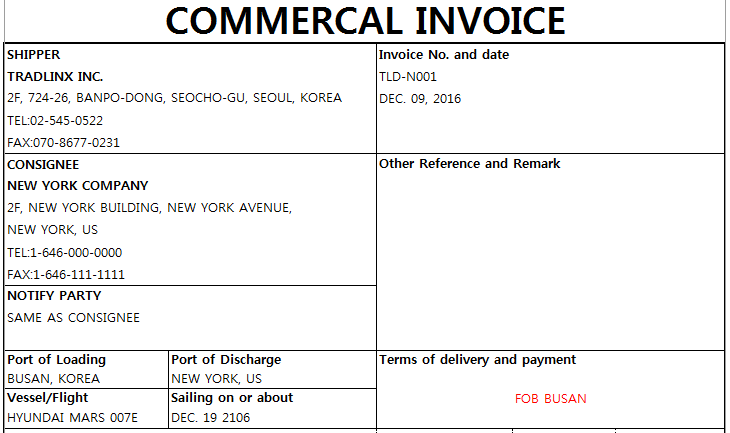 COMMERCAL INVOICE
SHIPPER
TRADLINX INC.
2F, 724-26, BANPO-DONG, SEOCHO-GU, SEOUL, KOREA
TEL:02-545-0522
FAX:070-8677-0231
Invoice No. and date
TLD-N001
DEC. 09, 2016
CONSIGNEE
NEW YORK COMPANY
2F, NEW YORK BUILDING, NEW YORK AVENUE,
NEW YORK, US
TEL:1-646-000-0000
FAX:1-646-111-1111
Other Reference and Remark
NOTIFY PARTY
SAME AS CONSIGNEE
Port of Loading
BUSAN, KOREA
Port of Discharge
NEW YORK, US
Terms of delivery and payment
FOB BUSAN
Vessel/Flight
HYUNDAI MARS 007E
Sailing on or about
DEC. 19 2106